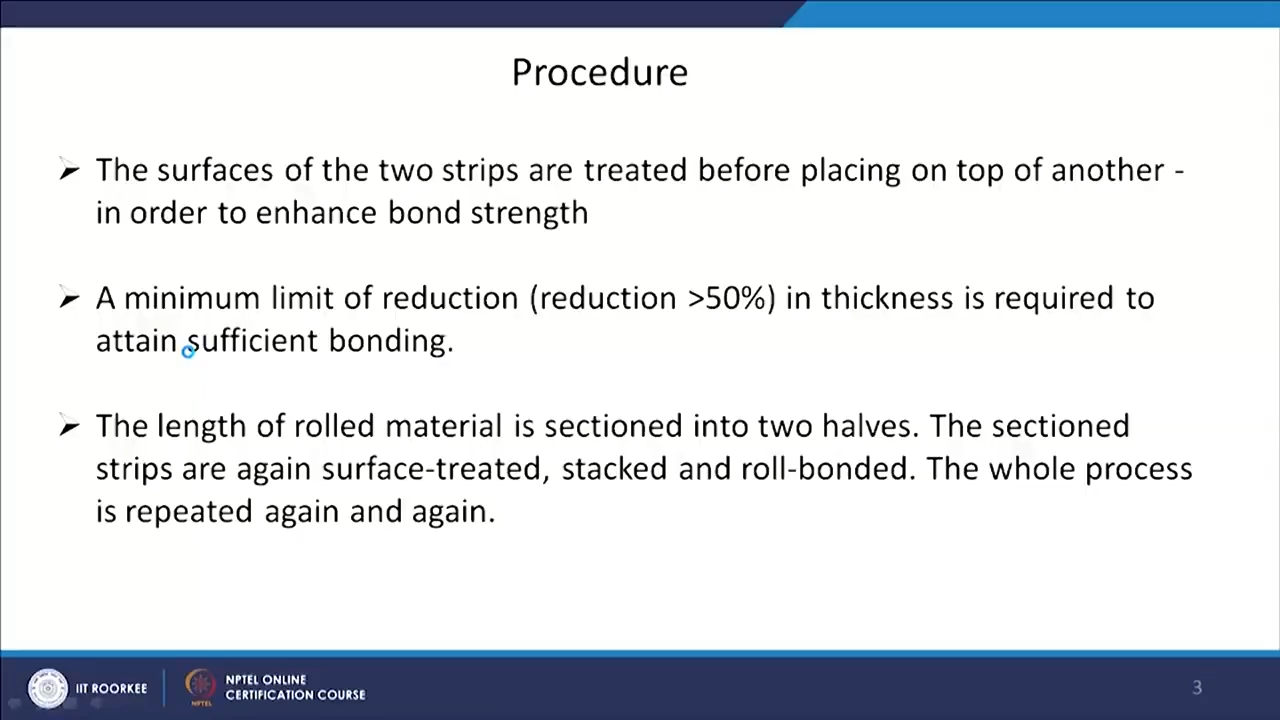 Procedure
➢ The surfaces of the two strips are treated before placing on top of another -
in order to enhance bond strength
➢ A minimum limit of reduction (reduction >50%) in thickness is required to
attain sufficient bonding.
➢ The length of rolled material is sectioned into two halves. The sectioned
strips are again surface-treated, stacked and roll-bonded. The whole process
is repeated again and again.
IIT ROORKEE
NPTEL
NPTEL ONLINE
CERTIFICATION COURSE
3